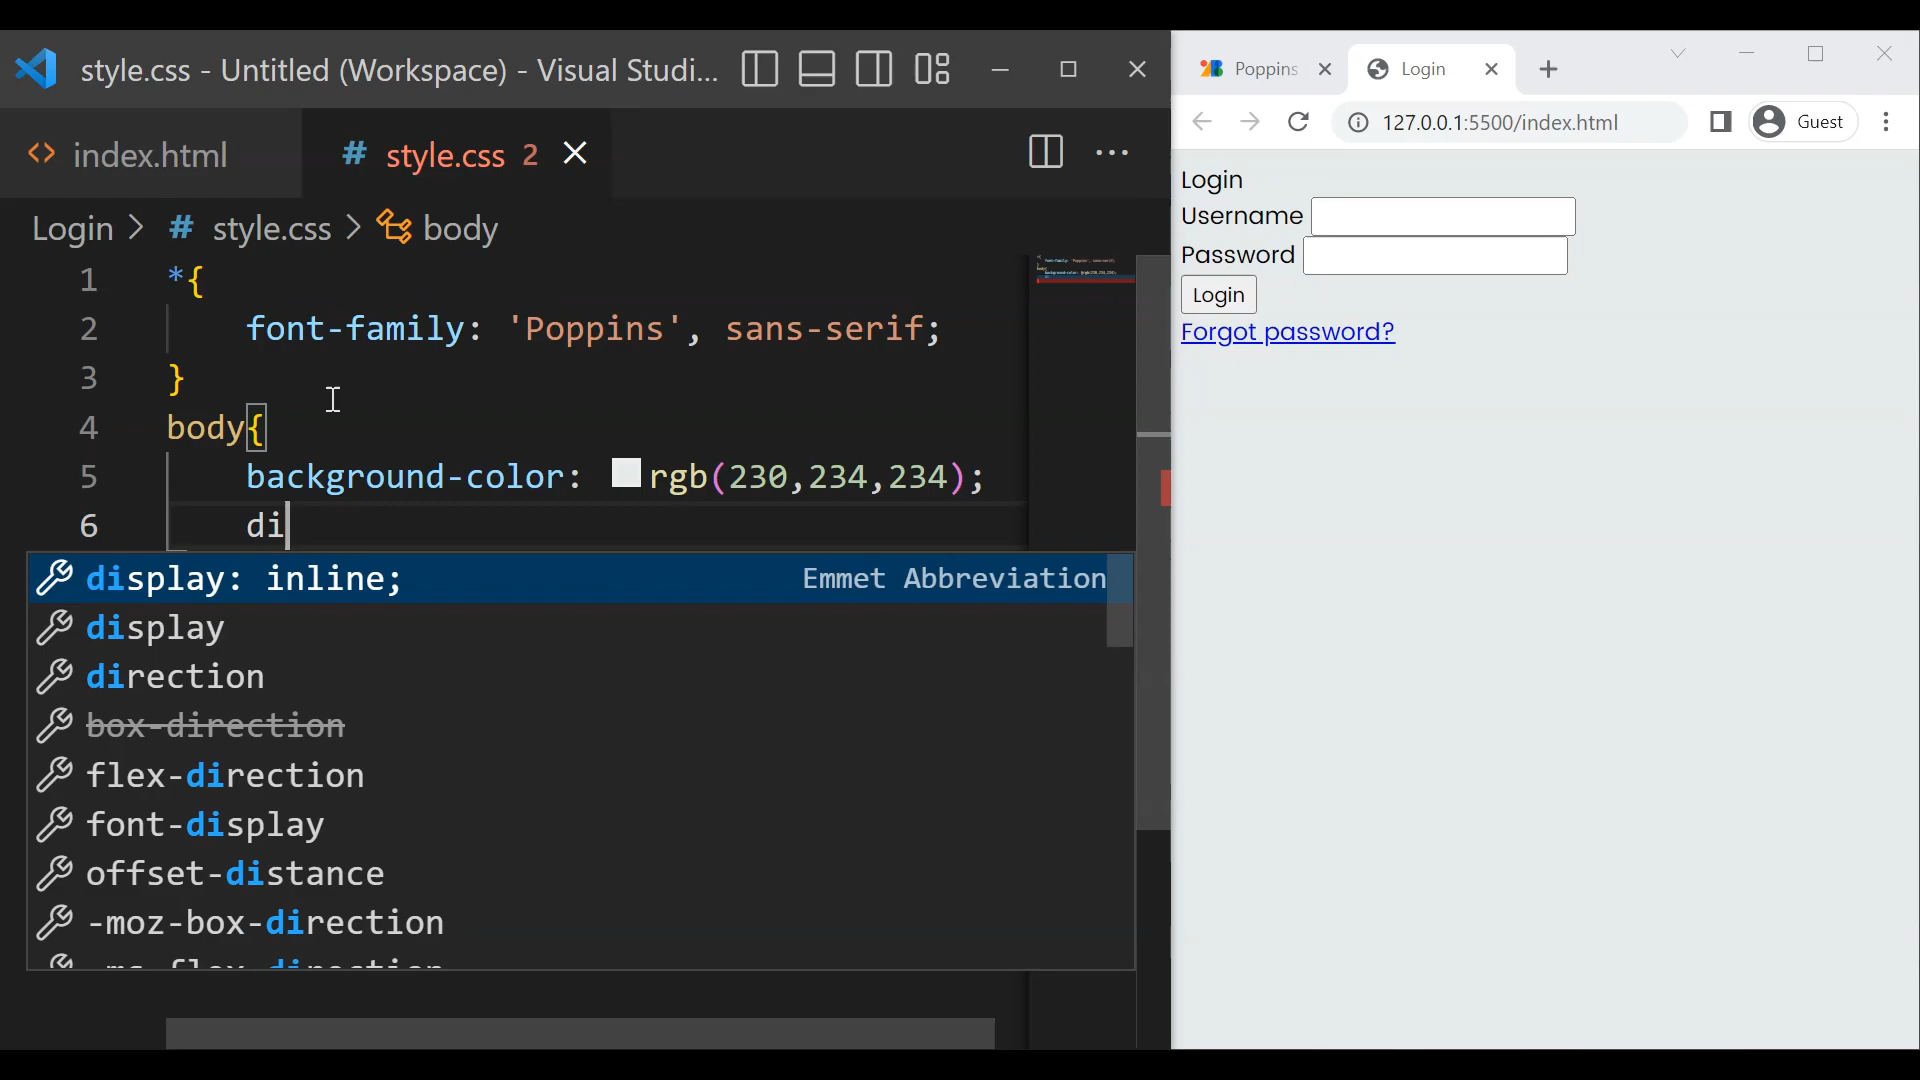 style.css - Untitled (Workspace) - Visual Studi...
index.html
# style.css 2
Login > # style.css > body
1 *{
2 font-family: 'Poppins', sans-serif;
3 }
4 body{
5 background-color: rgb(230,234,234);
6 di
display: inline; Emmet Abbreviation
display
direction
box-direction
flex-direction
font-display
offset-distance
-moz-box-direction
-ms-flex-direction
Poppins
Login
127.0.0.1:5500/index.html
Guest
Login
Username
Password
Login
Forgot password?